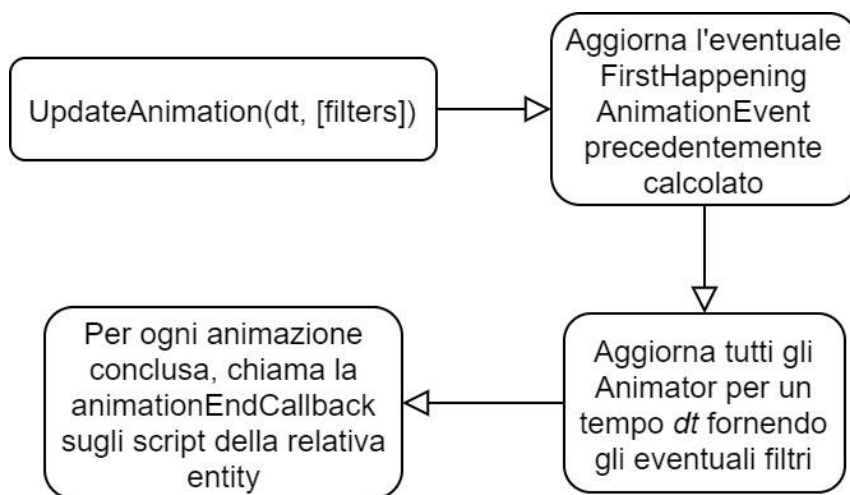 UpdateAnimation(dt, [filters])
Aggiorna l'eventuale
FirstHappening
AnimationEvent
precedentemente
calcolato
Aggiorna tutti gli
Animator per un
tempo dt fornendo
gli eventuali filtri
Per ogni animazione
conclusa, chiama la
animationEndCallback
sugli script della relativa
entity